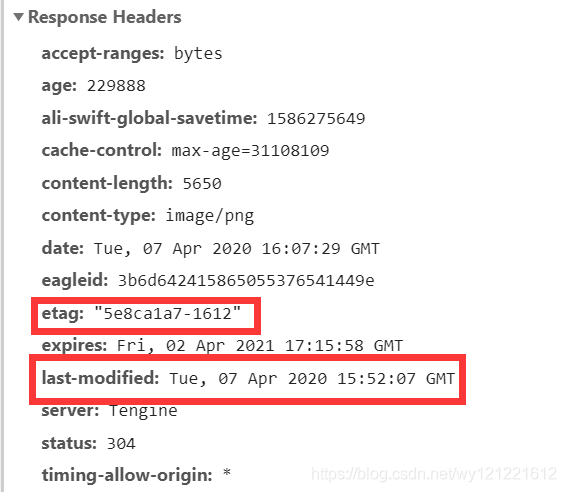 Response Headers
accept-ranges: bytes
age: 229888
ali-swift-global-savetime: 1586275649
cache-control: max-age=31108109
content-length: 5650
content-type: image/png
date: Tue, 07 Apr 2020 16:07:29 GMT
eagleid: 3b6d642415865055376541449e
etag: "5e8ca1a7-1612"
expires: Fri, 02 Apr 2021 17:15:58 GMT
last-modified: Tue, 07 Apr 2020 15:52:07 GMT
server: Tengine
status: 304
timing-allow-origin: *
https://blog.csdn.net/wy121221612